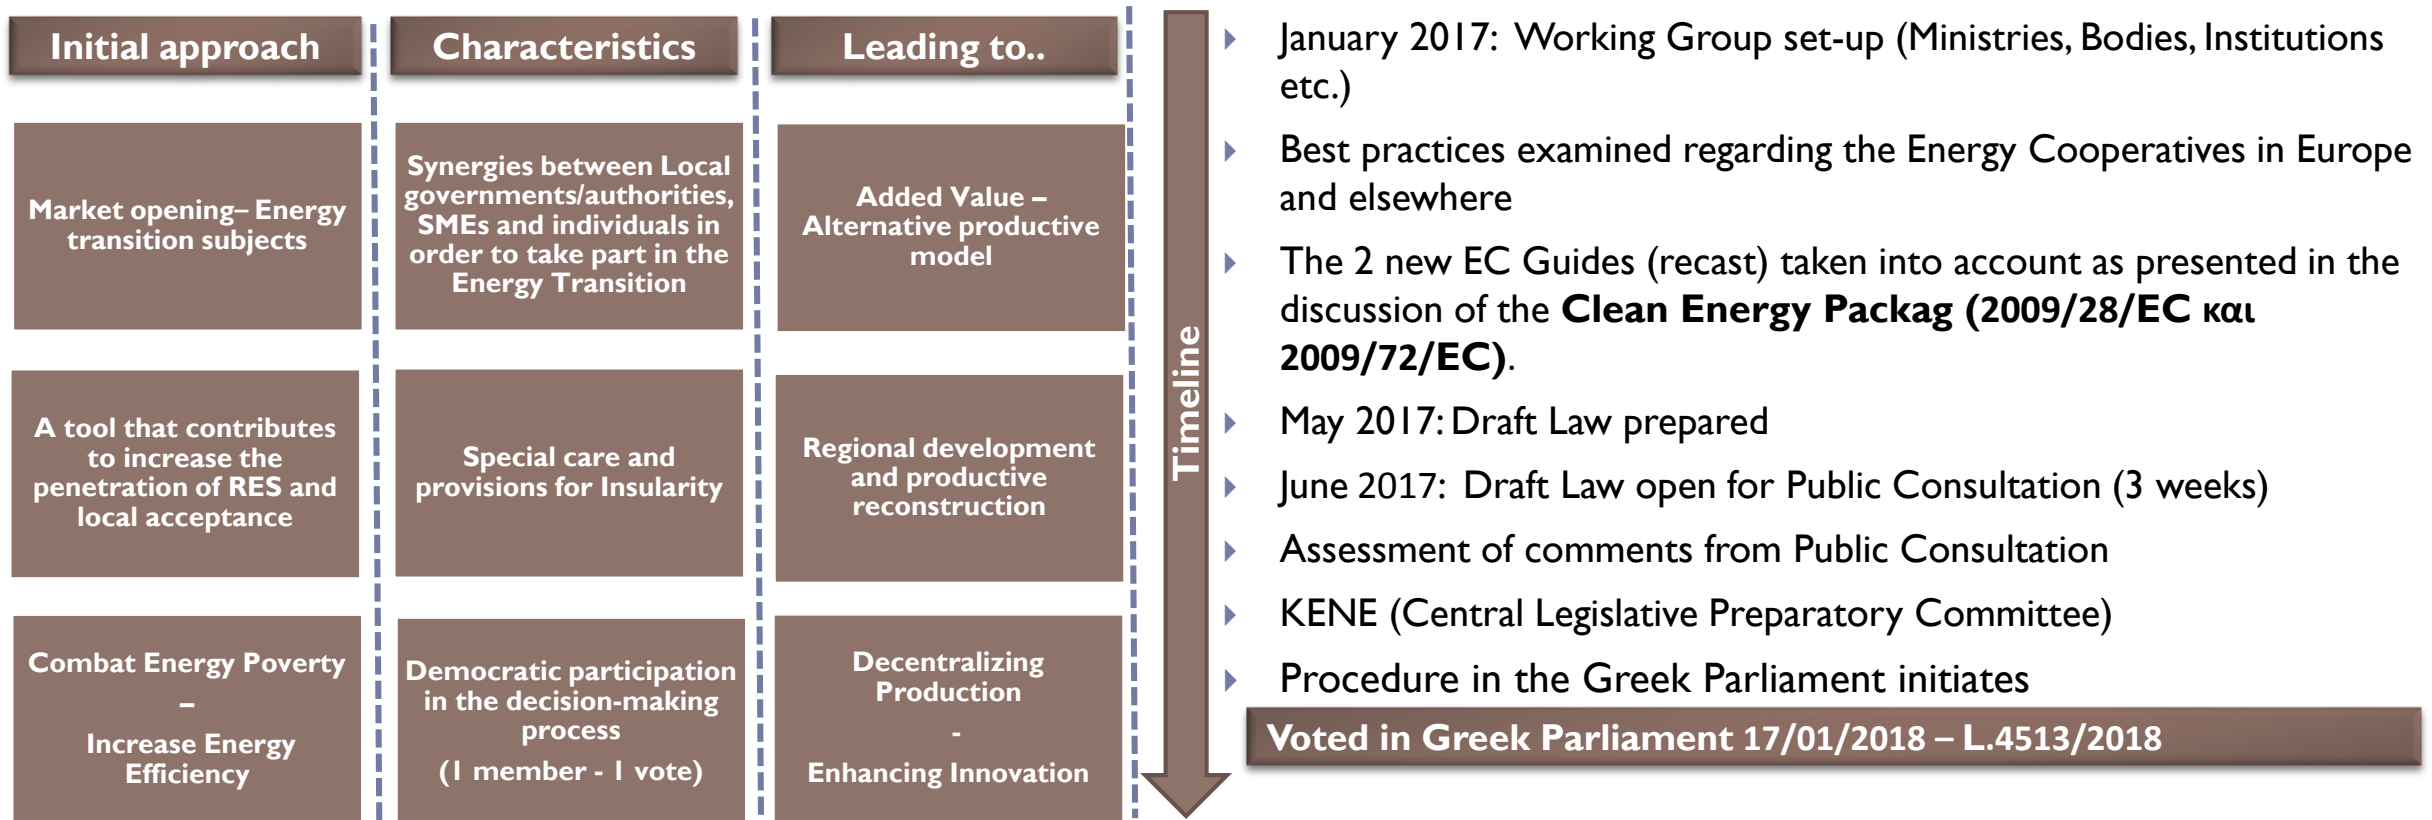 Initial approach
Market opening– Energy
transition subjects
A tool that contributes
to increase the
penetration of RES and
local acceptance
Combat Energy Poverty
–
Increase Energy
Efficiency
Characteristics
Synergies between Local
governments/authorities,
SMEs and individuals in
order to take part in the
Energy Transition
Special care and
provisions for Insularity
Democratic participation
in the decision-making
process
(1 member - 1 vote)
Leading to..
Added Value –
Alternative productive
model
Regional development
and productive
reconstruction
Decentralizing
Production
-
Enhancing Innovation
Timeline
January 2017: Working Group set-up (Ministries, Bodies, Institutions
etc.)
Best practices examined regarding the Energy Cooperatives in Europe
and elsewhere
The 2 new EC Guides (recast) taken into account as presented in the
discussion of the Clean Energy Packag (2009/28/EC και
2009/72/EC).
May 2017: Draft Law prepared
June 2017: Draft Law open for Public Consultation (3 weeks)
Assessment of comments from Public Consultation
KENE (Central Legislative Preparatory Committee)
Procedure in the Greek Parliament initiates
Voted in Greek Parliament 17/01/2018 – L.4513/2018